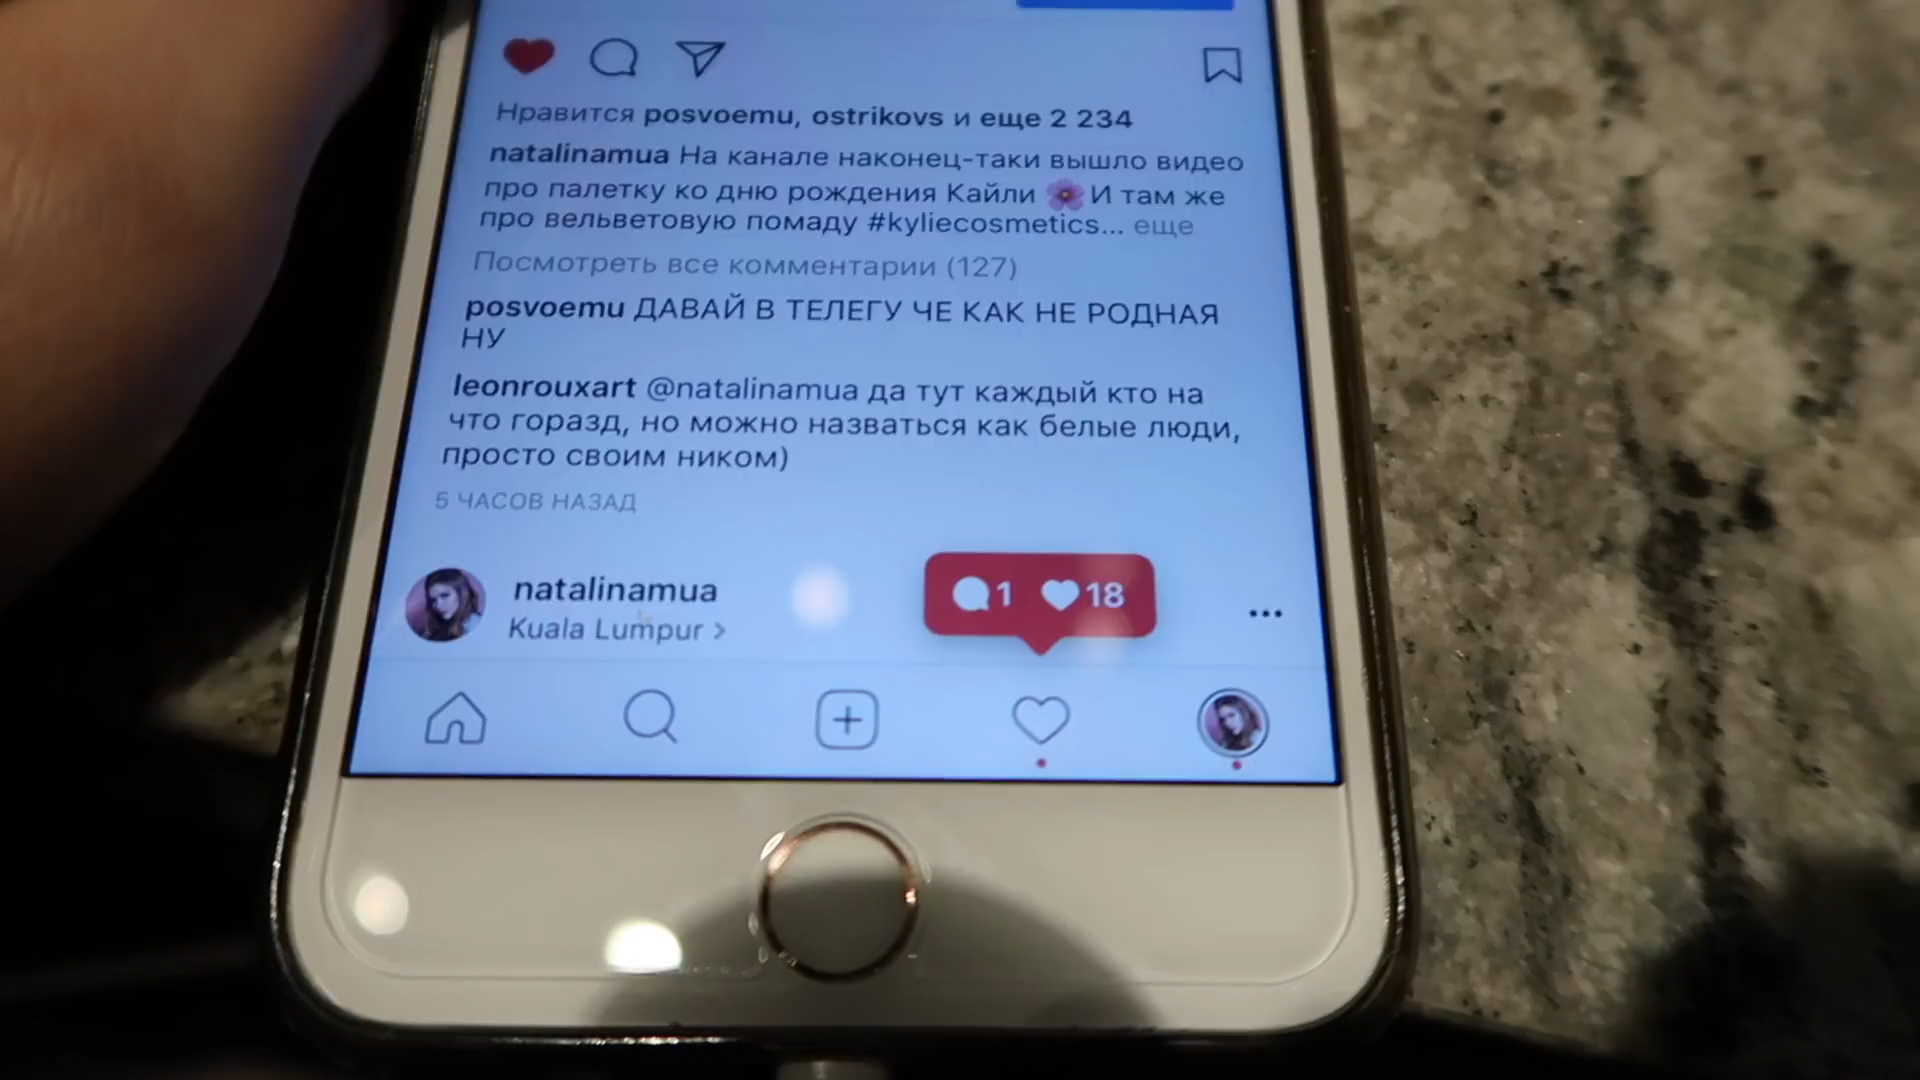 Нравится posvoemu, ostrikovs и еще 2 234
natalinamua На канале наконец-таки вышло видео
про палетку ко дню рождения Кайли 🌸И там же
про вельветовую помаду #kyliecosmetics... еще
Посмотреть все комментарии (127)
posvoemu ДАВАЙ В ТЕЛЕГУ ЧЕ КАК НЕ РОДНАЯ
НУ
leonrouxart @natalinamua да тут каждый кто на
что горазд, но можно назваться как белые люди,
просто своим ником)
5 ЧАСОВ НАЗАД
natalinamua
Kuala Lumpur >
1 18